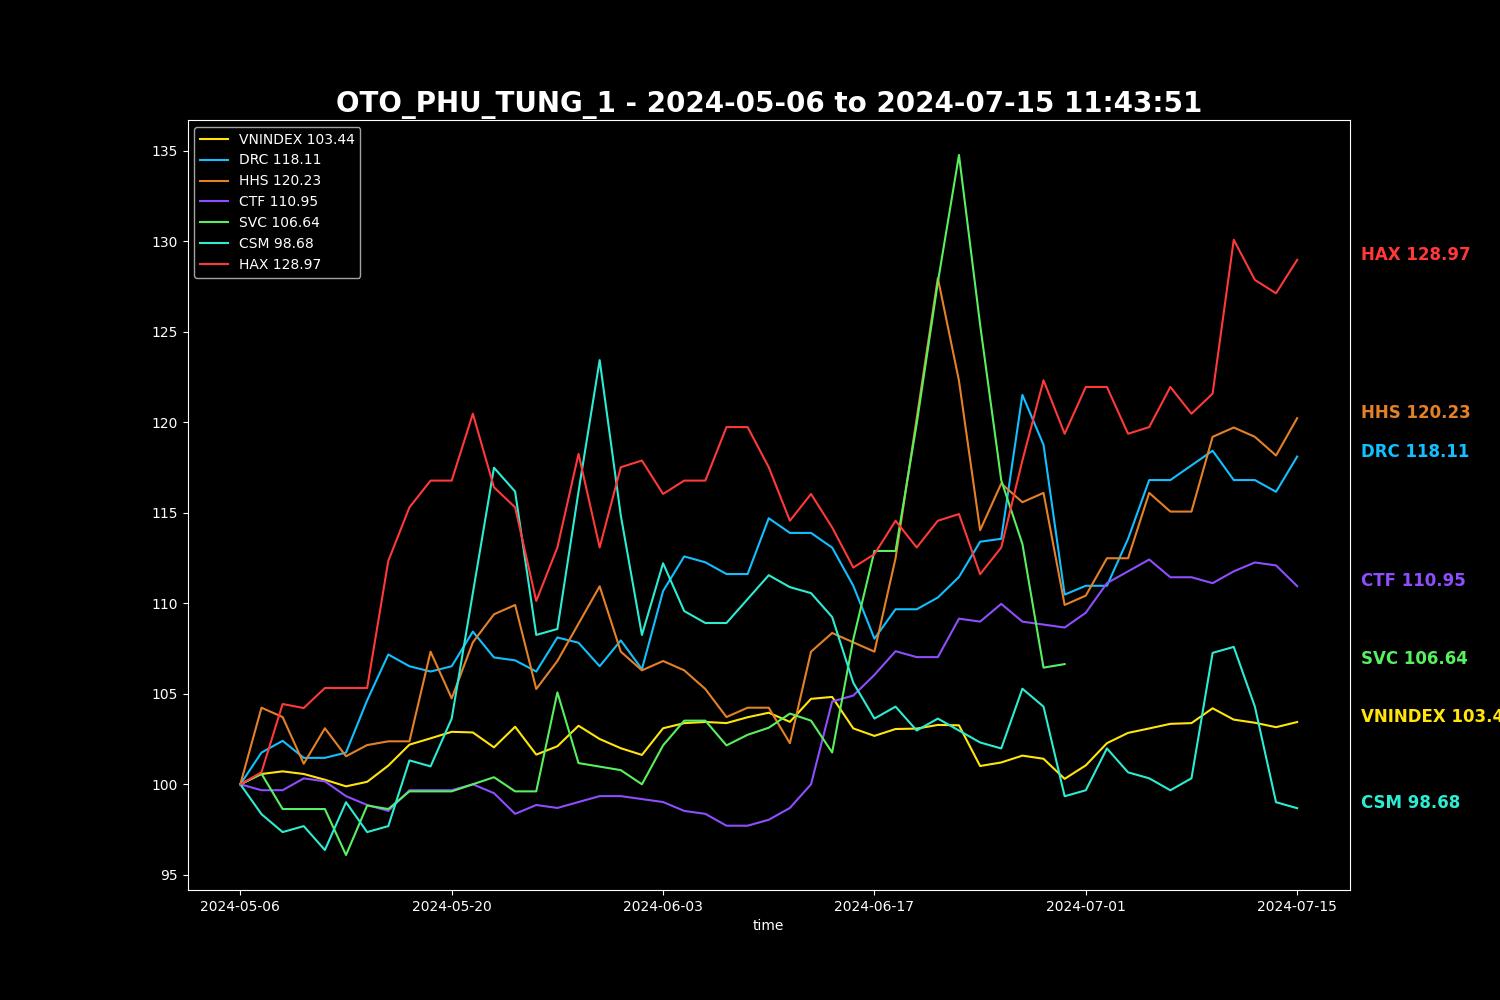 OTO_PHU_TUNG_1 - 2024-05-06 to 2024-07-15 11:43:51
VNINDEX 103.44
DRC 118.11
HHS 120.23
CTF 110.95
SVC 106.64
CSM 98.68
HAX 128.97
135
130
125
120
115
110
105
100
95
HAX 128.97
HHS 120.23
DRC 118.11
CTF 110.95
SVC 106.64
VNINDEX 103.4
CSM 98.68
2024-05-06 2024-05-20 2024-06-03 2024-06-17 2024-07-01 2024-07-15
time